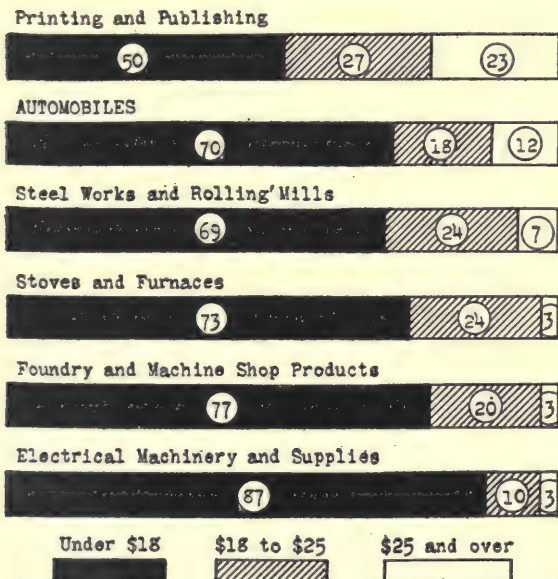 Printing and Publishing
50 27 23
AUTOMOBILES
70 18 12
Steel Works and Rolling Mills
69 24 7
Stoves and Furnaces
73 24 3
Foundry and Machine Shop Products
77 20 3
Electrical Machinery and Supplies
87 10 3
Under $18 $18 to $25 $25 and over